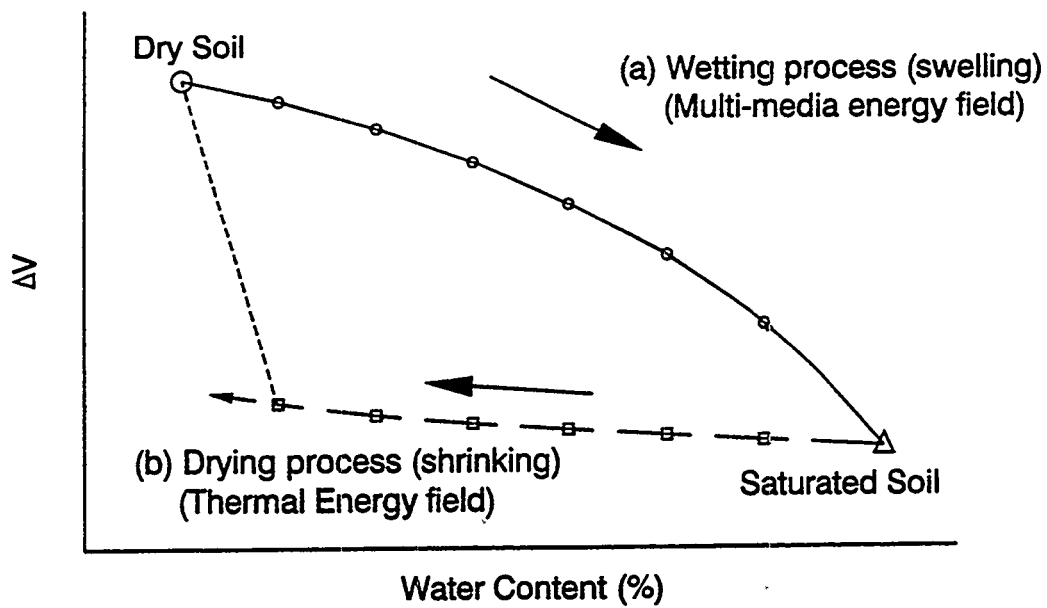 Dry Soil
(a) Wetting process (swelling)
(Multi-media energy field)
ΔV
(b) Drying process (shrinking)
(Thermal Energy field)
Saturated Soil
Water Content (%)